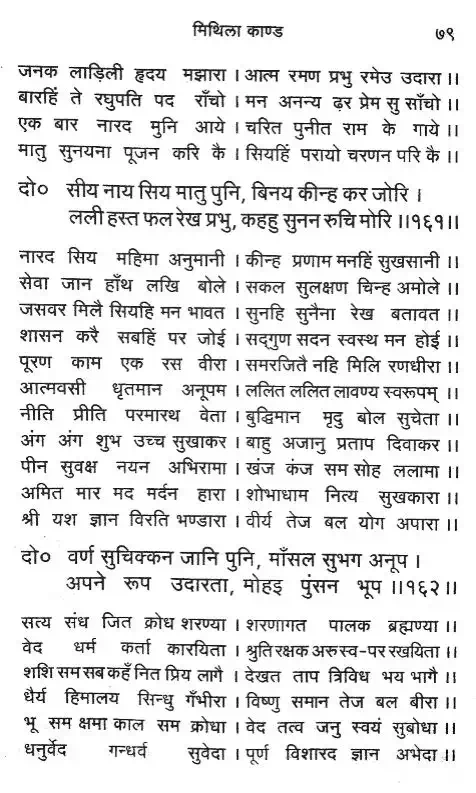 मिथिला काण्ड ७९
जनक लाड़िली हृदय मझारा । आत्म रमण प्रभु रमेउ उदारा ।।
बारहिं ते रघुपति पद राँचो । मन अनन्य ढ़र प्रेम सु साँचो ।।
एक बार नारद मुनि आये । चरित पुनीत राम के गाये ।।
मातु सुनयना पूजन करि कै । सियहिं परायो चरणन परि कै ।।
दो० सीय नाय सिय मातु पुनि, बिनय कीन्ह कर जोरि ।
लली हस्त फल रेख प्रभु, कहहु सुनन रुचि मोरि ।।१६१।।
नारद सिय महिमा अनुमानी । कीन्ह प्रणाम मनहिं सुखसानी ।।
सेवा जान हाँथ लखि बोले । सकल सुलक्षण चिन्ह अमोले ।।
जसवर मिलै सियहि मन भावत । सुनहि सुनैना रेख बतावत ।।
शासन करै सबहिं पर जोई । सद्गुण सदन स्वस्थ मन होई ।।
पूरण काम एक रस वीरा । समरजितै नहि मिलि रणधीरा ।।
आत्मवसी धृतमान अनूपम । ललित ललित लावण्य स्वरूपम् ।।
नीति प्रीति परमारथ वेता । बुद्धिमान मृदु बोल सुचेता ।।
अंग अंग शुभ उच्च सुखाकर । बाहु अजानु प्रताप दिवाकर ।।
पीन सुवक्ष नयन अभिरामा । खंज कंज सम सोह ललामा ।।
अमित मार मद मर्दन हारा । शोभाधाम नित्य सुखकारा ।।
श्री यश ज्ञान विरति भण्डारा । वीर्य तेज बल योग अपारा ।।
दो० वर्ण सुचिक्कन जानि पुनि, माँसल सुभग अनूप ।
अपने रूप उदारता, मोहइ पुंसन भूप ।।१६२।।
सत्य संध जित क्रोध शरण्या । शरणागत पालक ब्रह्मण्या ।।
वेद धर्म कर्ता कारयिता । श्रुति रक्षक अरु स्व-पर रखयिता ।।
शशि सम सब कहँ नित प्रिय लागै । देखत ताप त्रिविध भय भागै ।।
धैर्य हिमालय सिन्धु गँभीरा । विष्णु समान तेज बल बीरा ।।
भू सम क्षमा काल सम क्रोधा । वेद तत्व जनु स्वयं सुबोधा ।।
धनुर्वेद गन्धर्व सुवेदा । पूर्ण विशारद ज्ञान अभेदा ।।